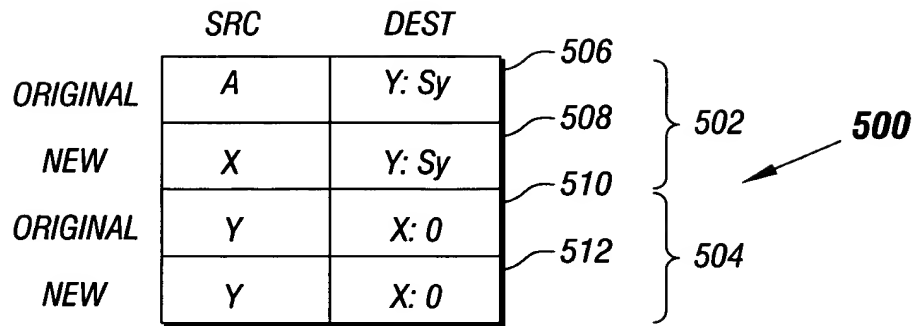 SRC DEST
506
ORIGINAL A Y: Sy
508
502
500
NEW X Y: Sy
510
ORIGINAL Y X: 0
512
504
NEW Y X: 0